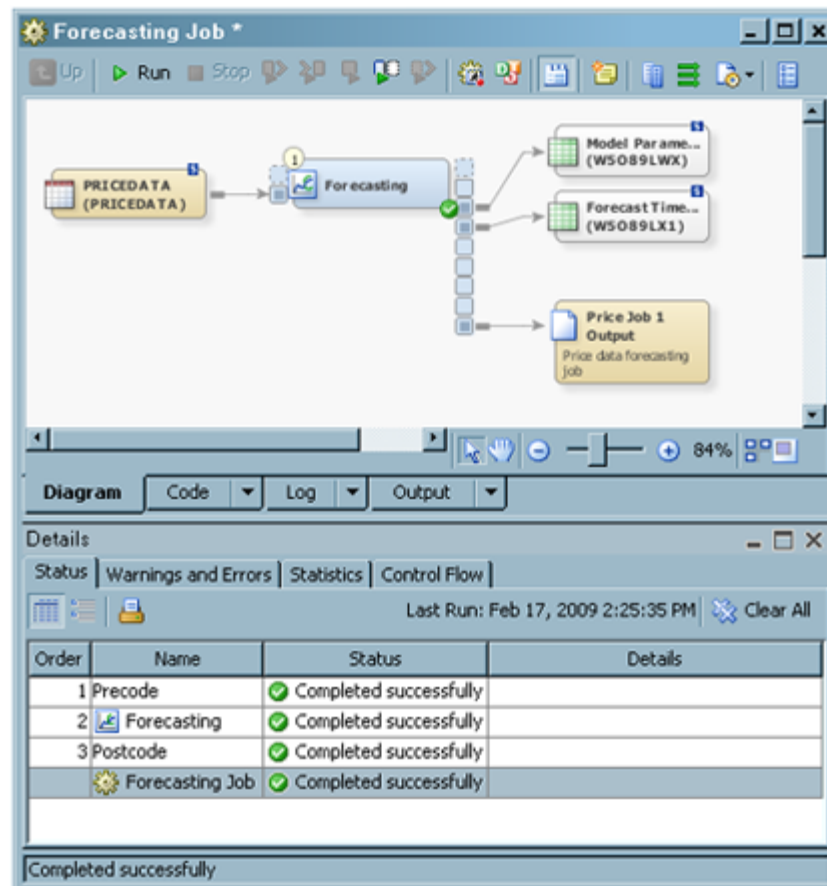 Forecasting Job *
Up Run Stop
1
PRICEDATA
(PRICEDATA)
Forecasting
Model Parame...
(W5O89LWX)
Forecast Time...
(W5O89LX1)
Price Job 1
Output
Price data forecasting
job
84%
Diagram Code Log Output
Details
Status Warnings and Errors Statistics Control Flow
Last Run: Feb 17, 2009 2:25:35 PM Clear All
Order Name Status Details
1 Precode Completed successfully
2 Forecasting Completed successfully
3 Postcode Completed successfully
Forecasting Job Completed successfully
Completed successfully